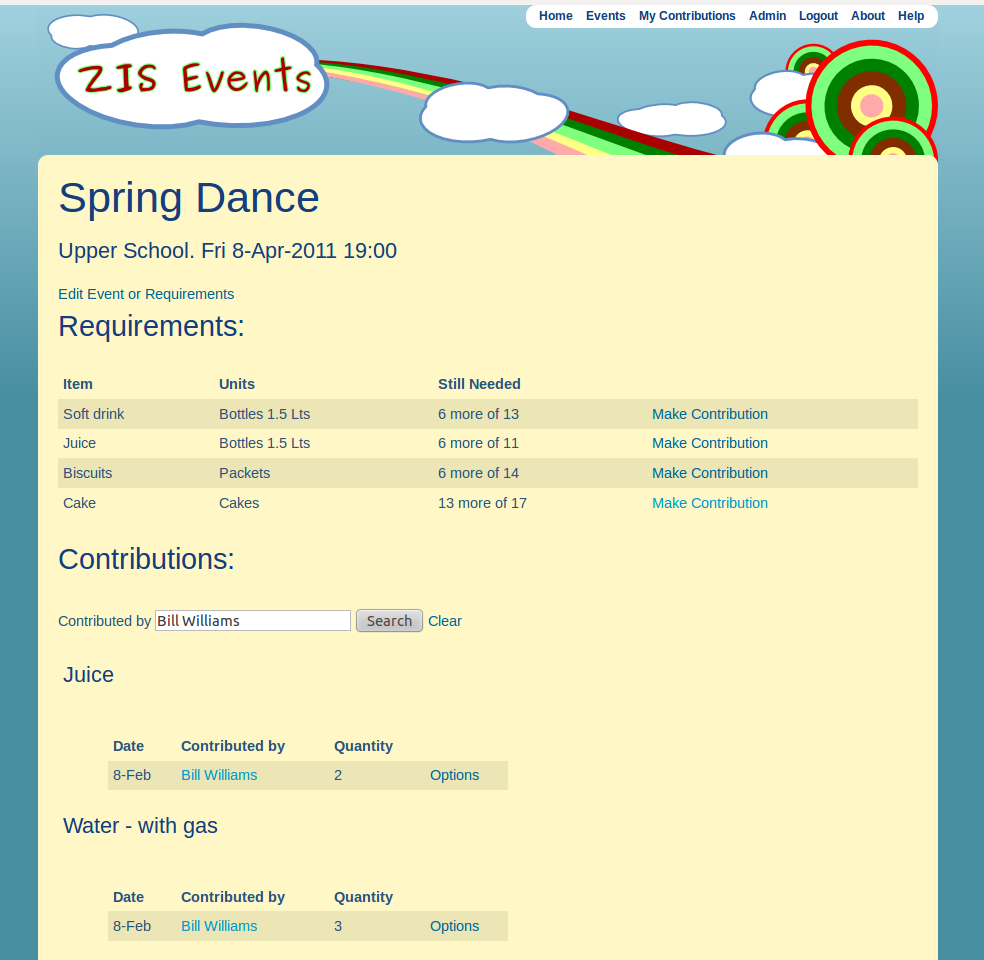 Home Events My Contributions Admin Logout About Help
ZIS Events
Spring Dance
Upper School. Fri 8-Apr-2011 19:00
Edit Event or Requirements
Requirements:
Item Units Still Needed
Soft drink Bottles 1.5 Lts 6 more of 13 Make Contribution
Juice Bottles 1.5 Lts 6 more of 11 Make Contribution
Biscuits Packets 6 more of 14 Make Contribution
Cake Cakes 13 more of 17 Make Contribution
Contributions:
Contributed by Bill Williams Search Clear
Juice
Date Contributed by Quantity
8-Feb Bill Williams 2 Options
Water - with gas
Date Contributed by Quantity
8-Feb Bill Williams 3 Options